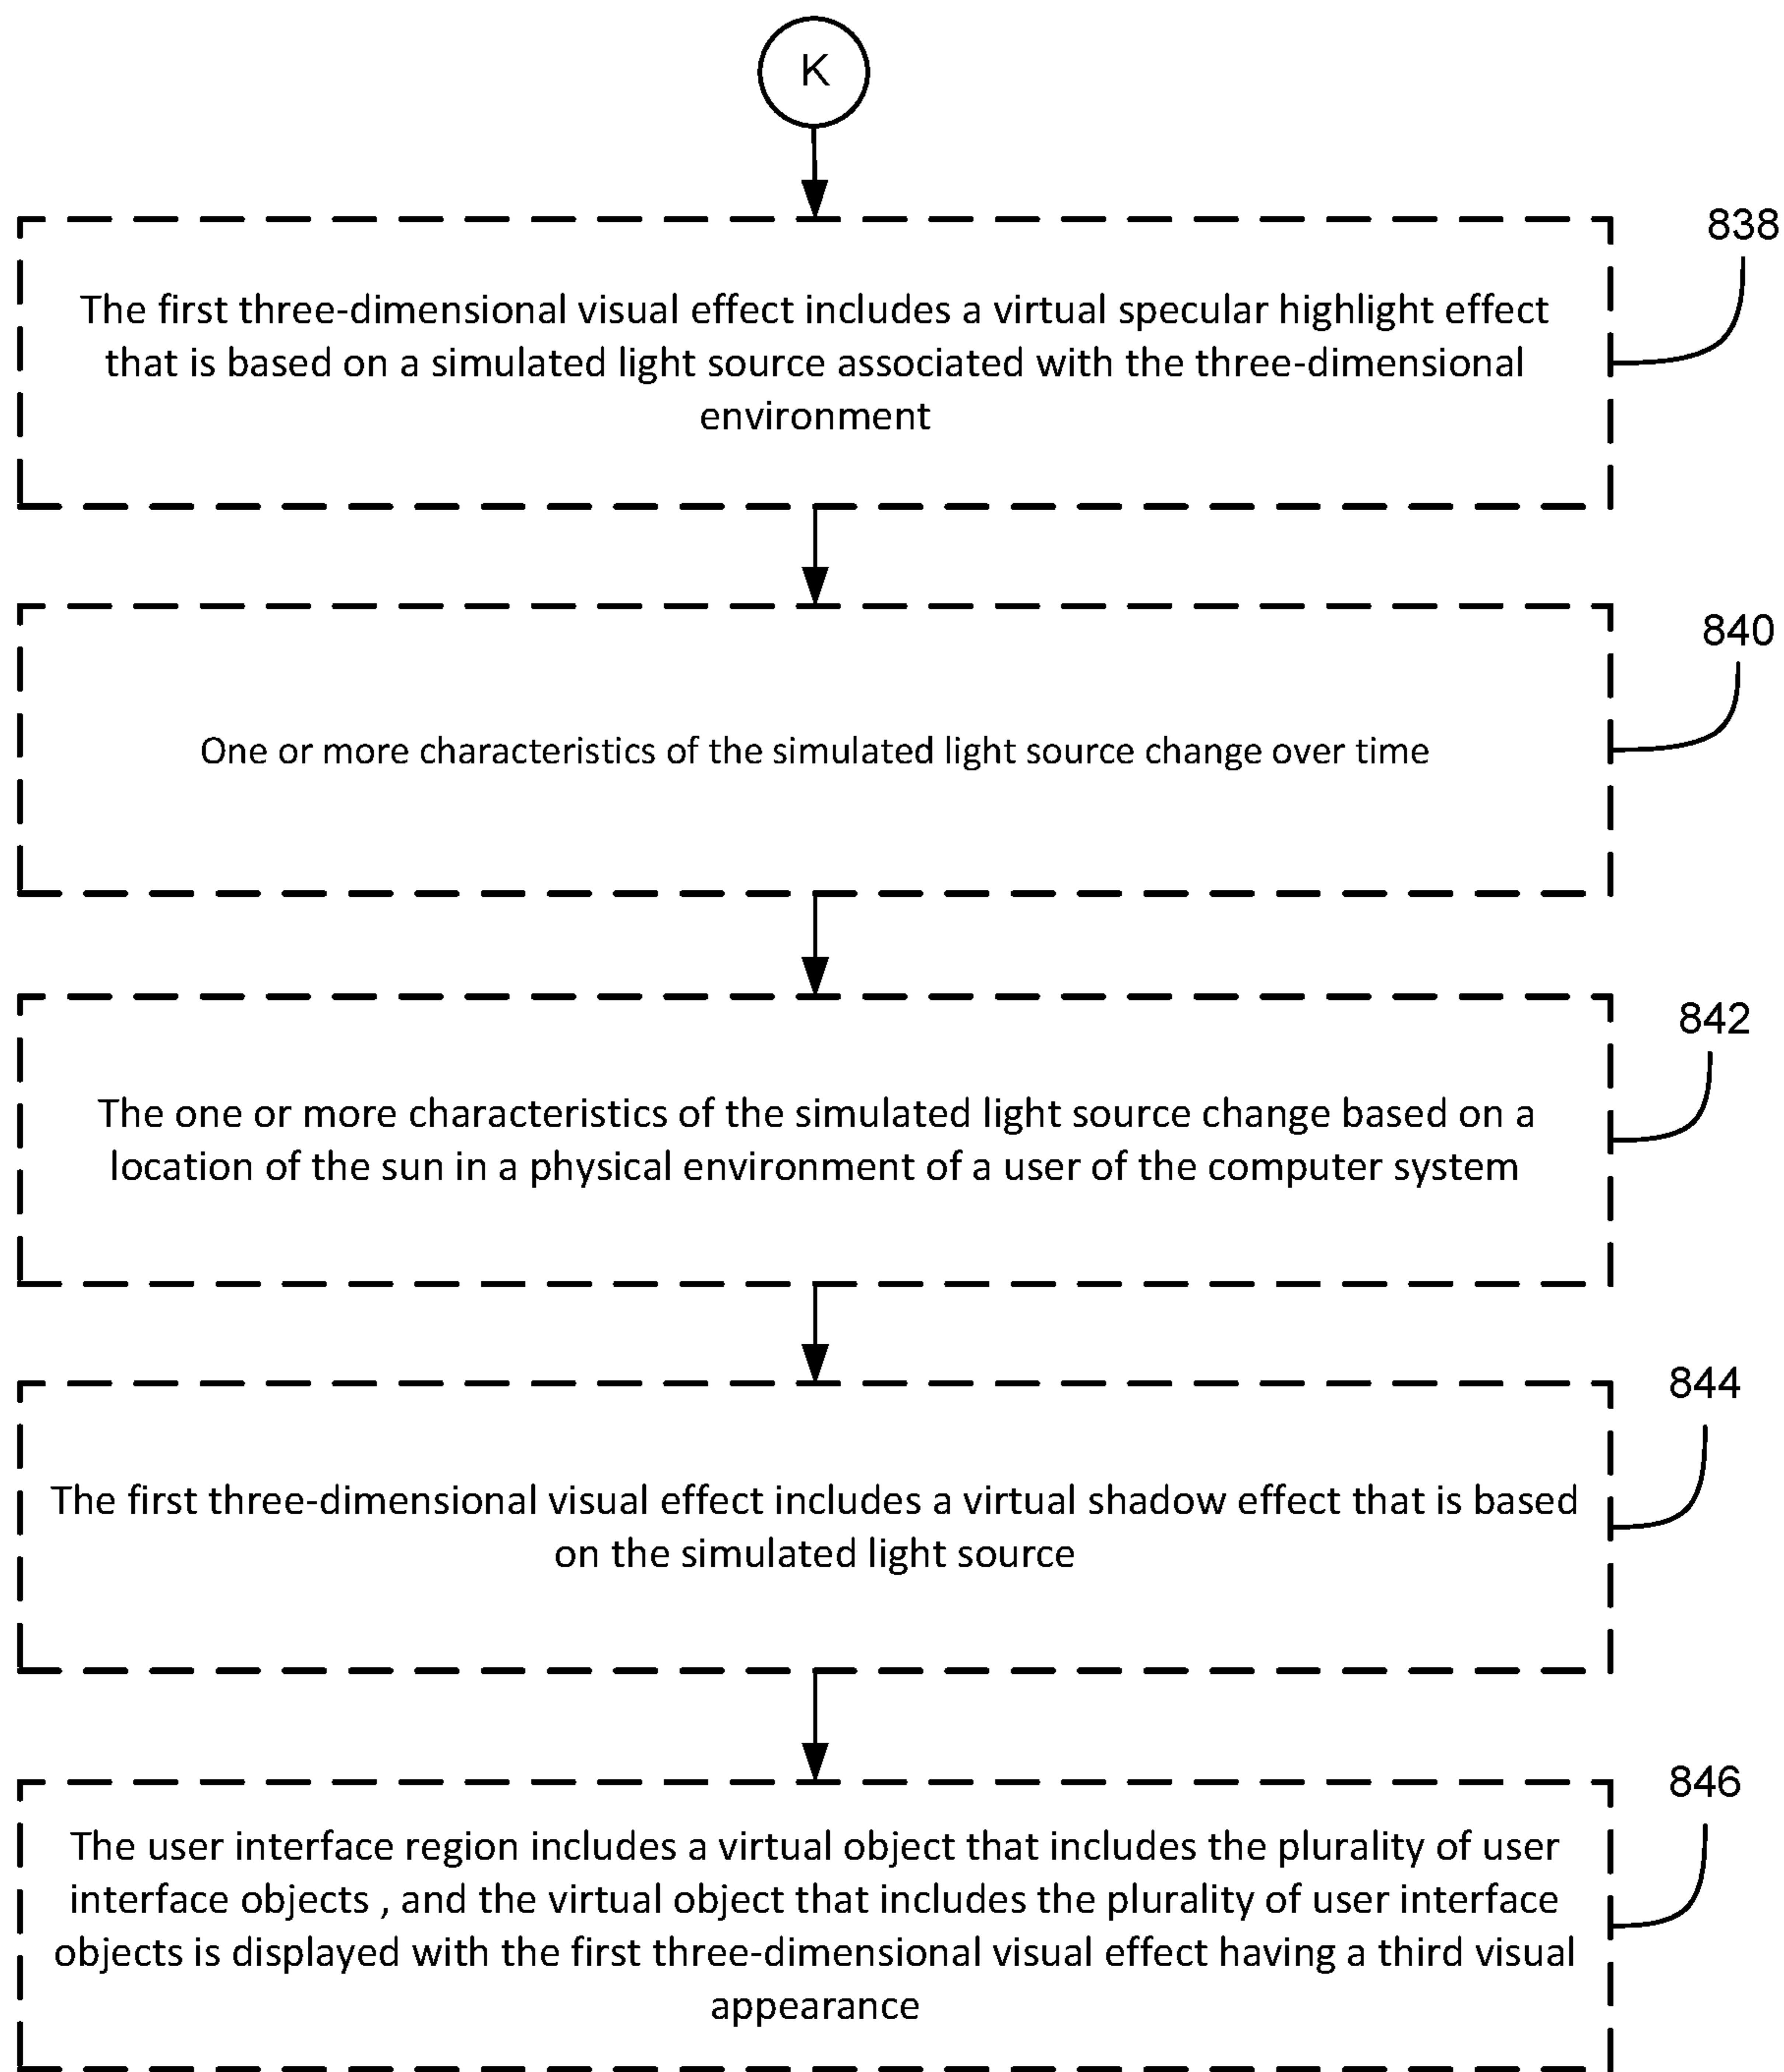 K
838
The first three-dimensional visual effect includes a virtual specular highlight effect
that is based on a simulated light source associated with the three-dimensional
environment
840
One or more characteristics of the simulated light source change over time
842
The one or more characteristics of the simulated light source change based on a
location of the sun in a physical environment of a user of the computer system
844
The first three-dimensional visual effect includes a virtual shadow effect that is based
on the simulated light source
846
The user interface region includes a virtual object that includes the plurality of user
interface objects , and the virtual object that includes the plurality of user interface
objects is displayed with the first three-dimensional visual effect having a third visual
appearance